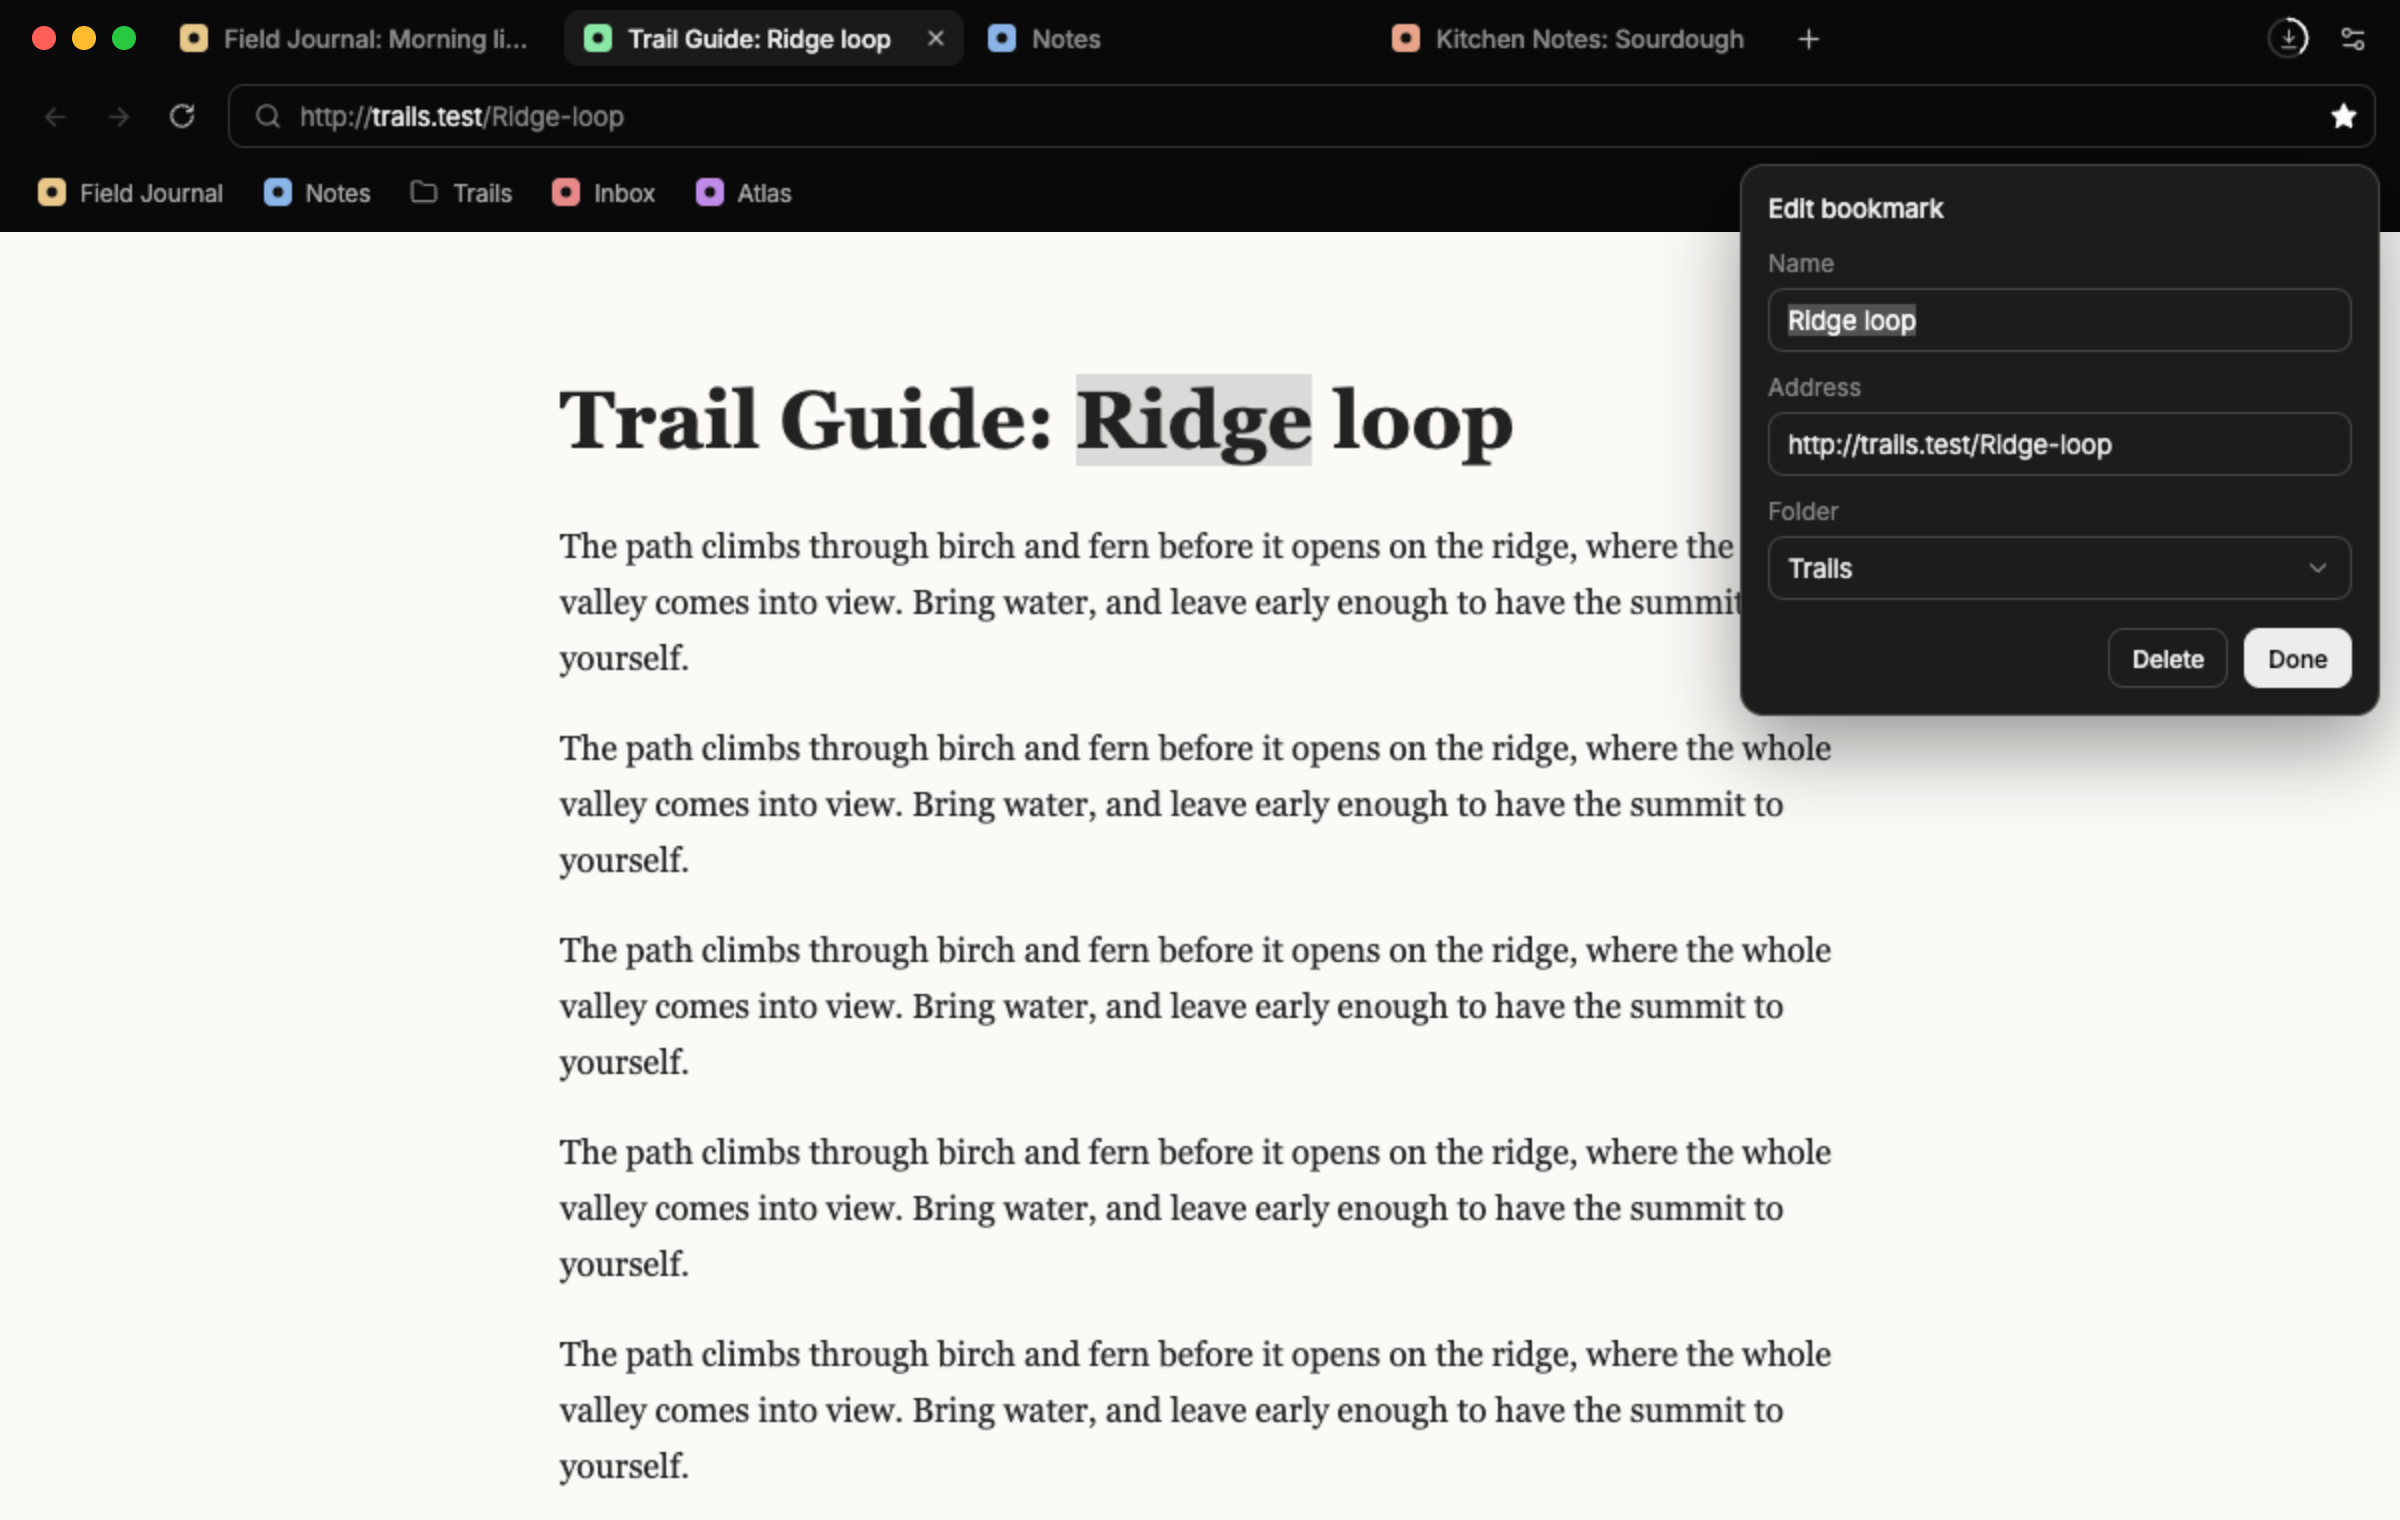 Field Journal: Morning li...
Trail Guide: Ridge loop
Notes
Kitchen Notes: Sourdough
http://trails.test/Ridge-loop
Field Journal
Notes
Trails
Inbox
Atlas
Edit bookmark
Name
Ridge loop
Address
http://trails.test/Ridge-loop
Folder
Trails
Delete
Done
Trail Guide: Ridge loop
The path climbs through birch and fern before it opens on the ridge, where the
valley comes into view. Bring water, and leave early enough to have the summit
yourself.
The path climbs through birch and fern before it opens on the ridge, where the whole
valley comes into view. Bring water, and leave early enough to have the summit to
yourself.
The path climbs through birch and fern before it opens on the ridge, where the whole
valley comes into view. Bring water, and leave early enough to have the summit to
yourself.
The path climbs through birch and fern before it opens on the ridge, where the whole
valley comes into view. Bring water, and leave early enough to have the summit to
yourself.
The path climbs through birch and fern before it opens on the ridge, where the whole
valley comes into view. Bring water, and leave early enough to have the summit to
yourself.